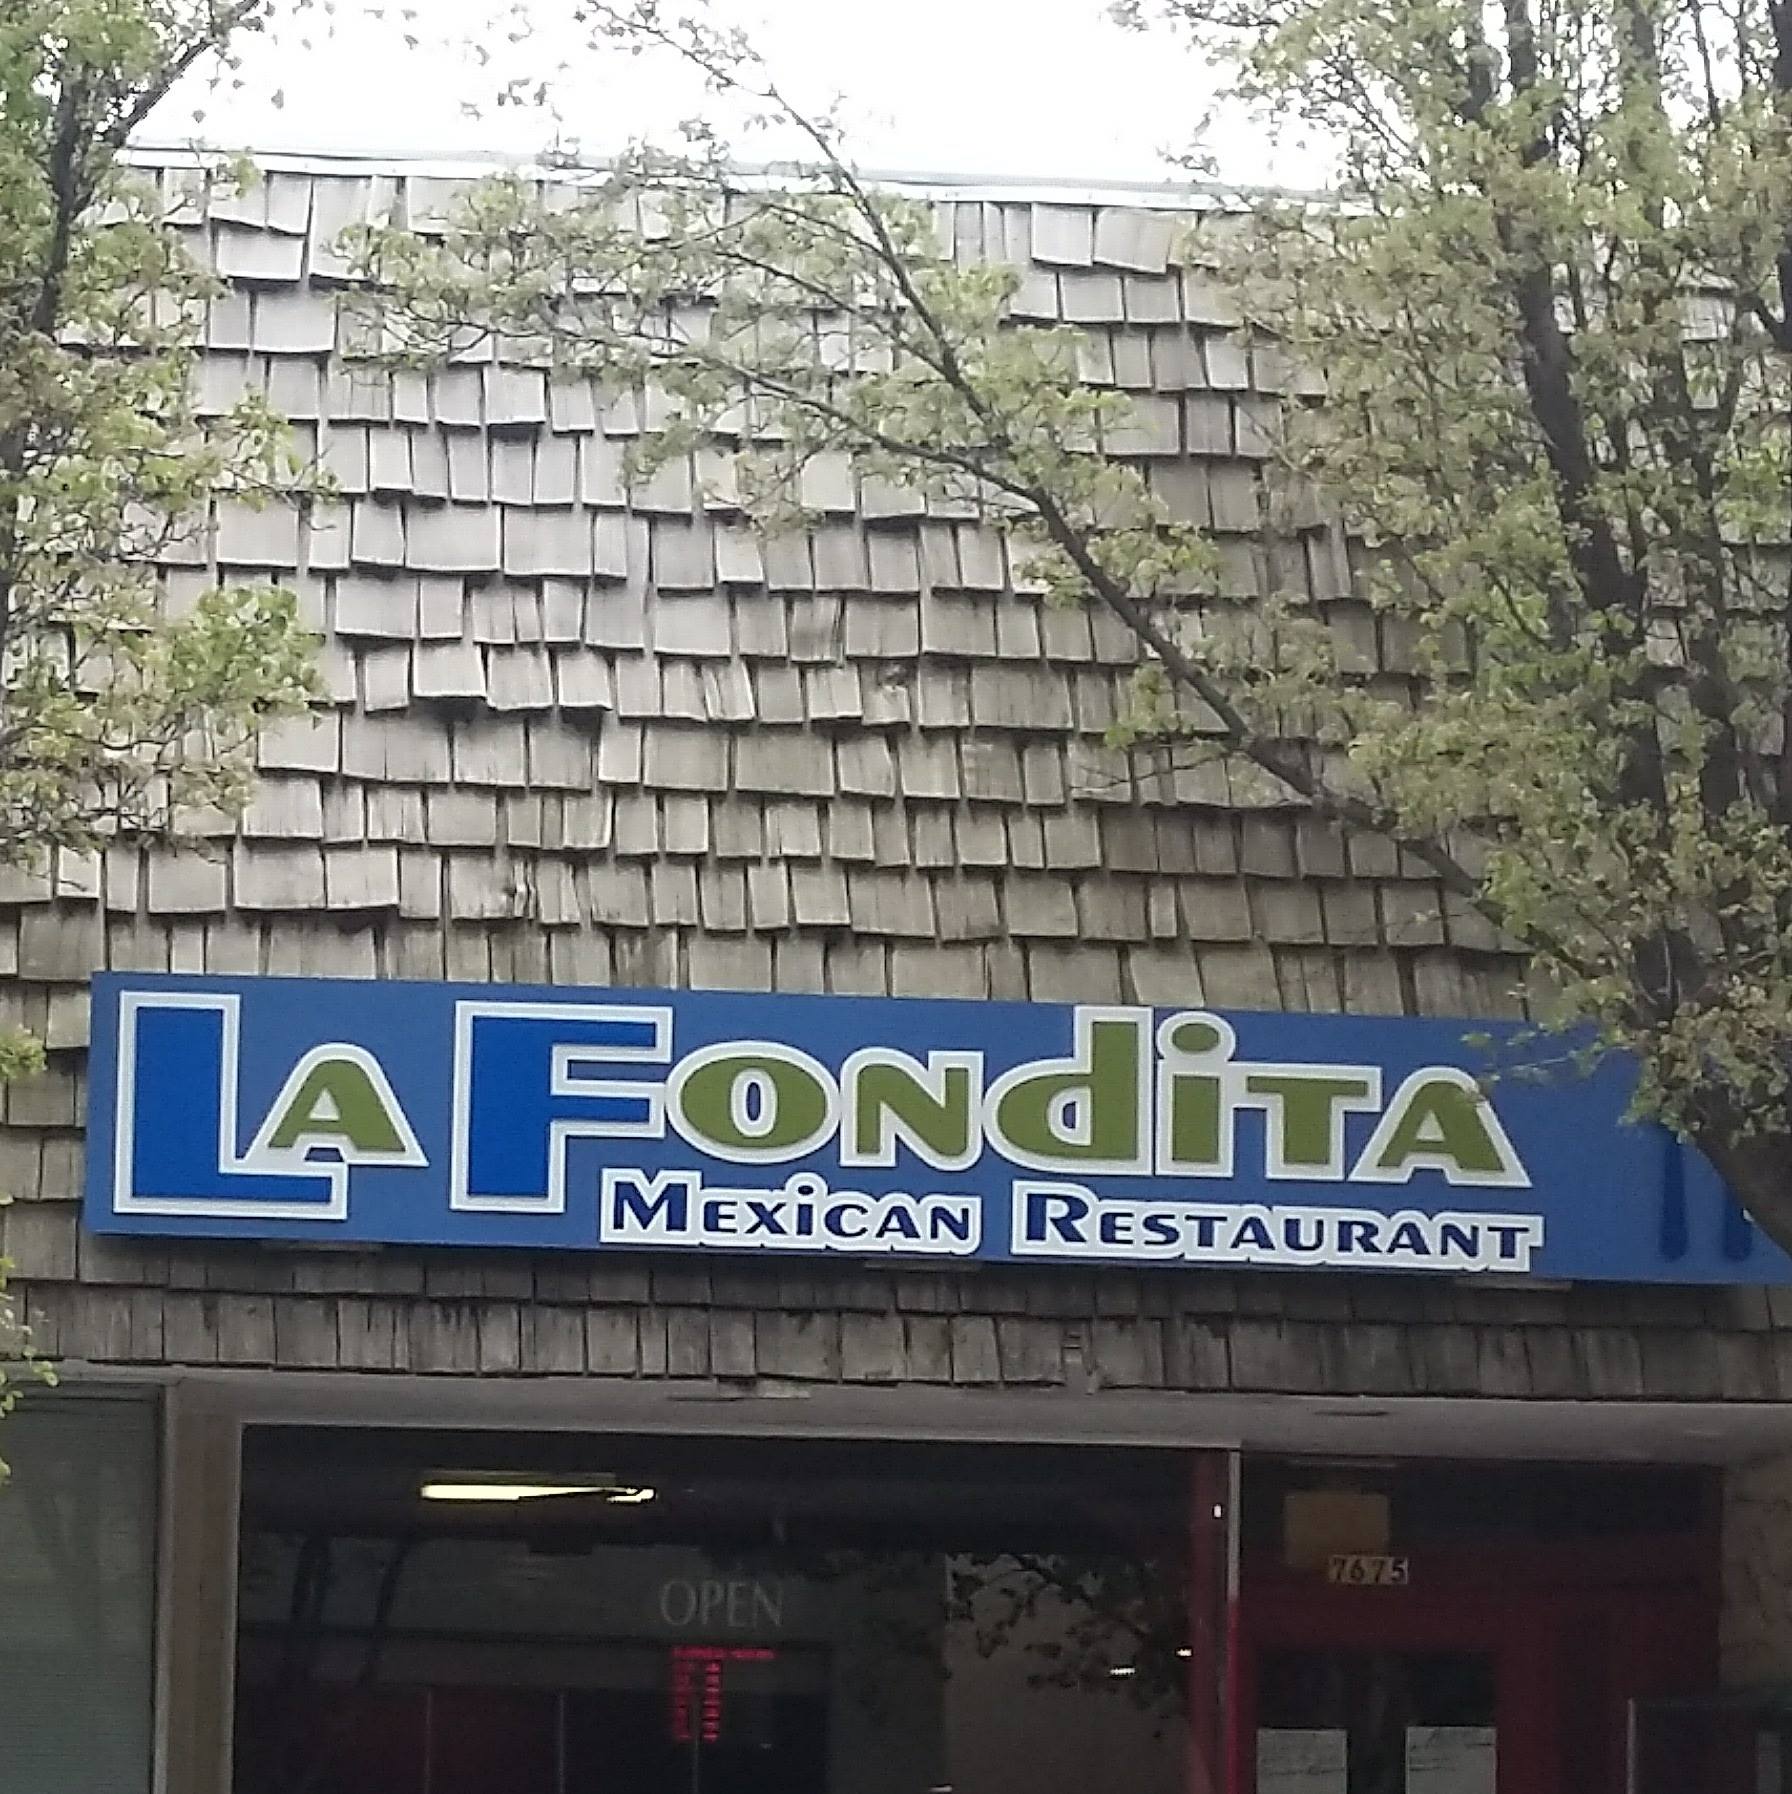 LA FONdiTA
MEXiCAN RESTAURANT
7675
OPEN